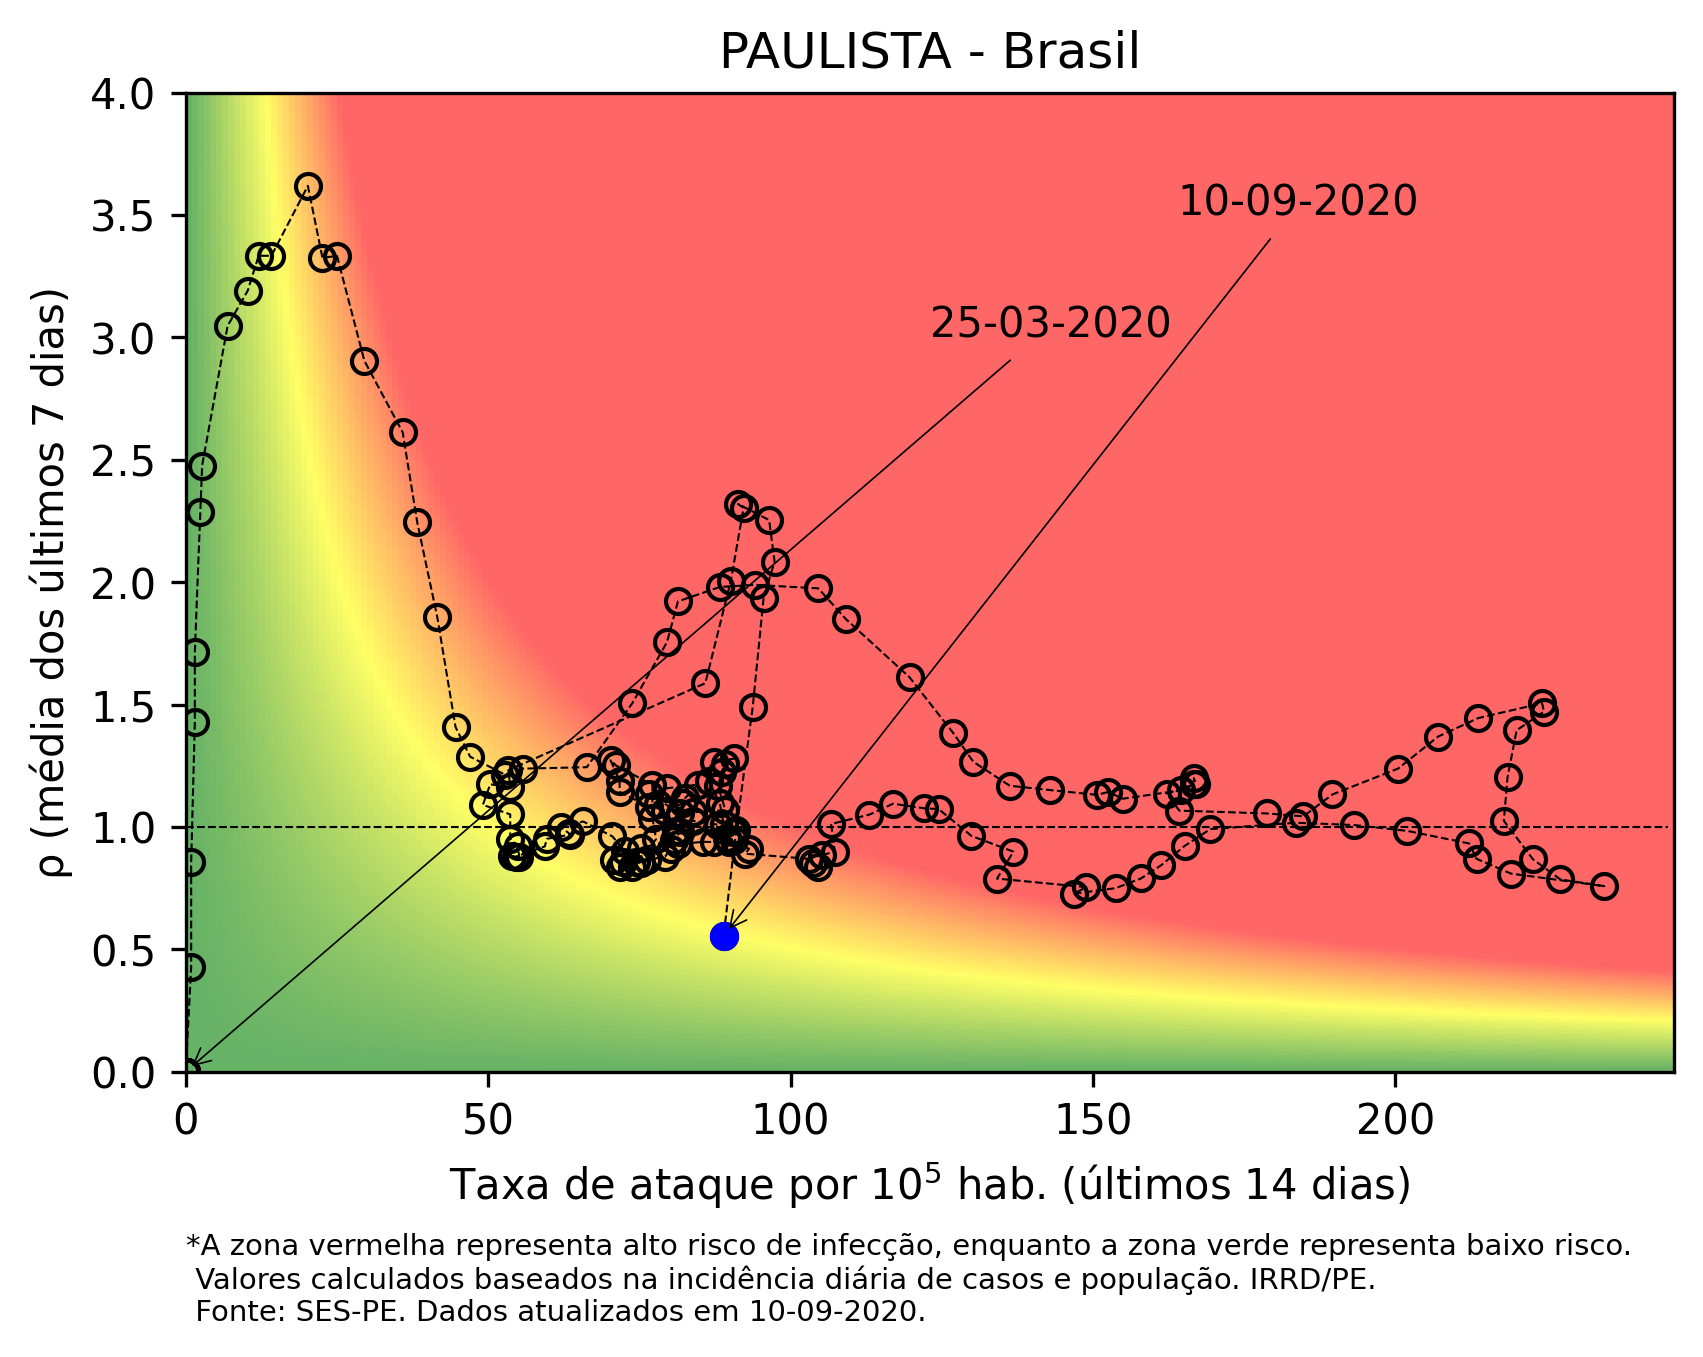 PAULISTA - Brasil
4.0
3.5
3.0
2.5
2.0
1.5
1.0
0.5
0.0
ρ (média dos últimos 7 dias)
10-09-2020
25-03-2020
0 50 100 150 200
Taxa de ataque por 10⁵ hab. (últimos 14 dias)
*A zona vermelha representa alto risco de infecção, enquanto a zona verde representa baixo risco.
Valores calculados baseados na incidência diária de casos e população. IRRD/PE.
Fonte: SES-PE. Dados atualizados em 10-09-2020.